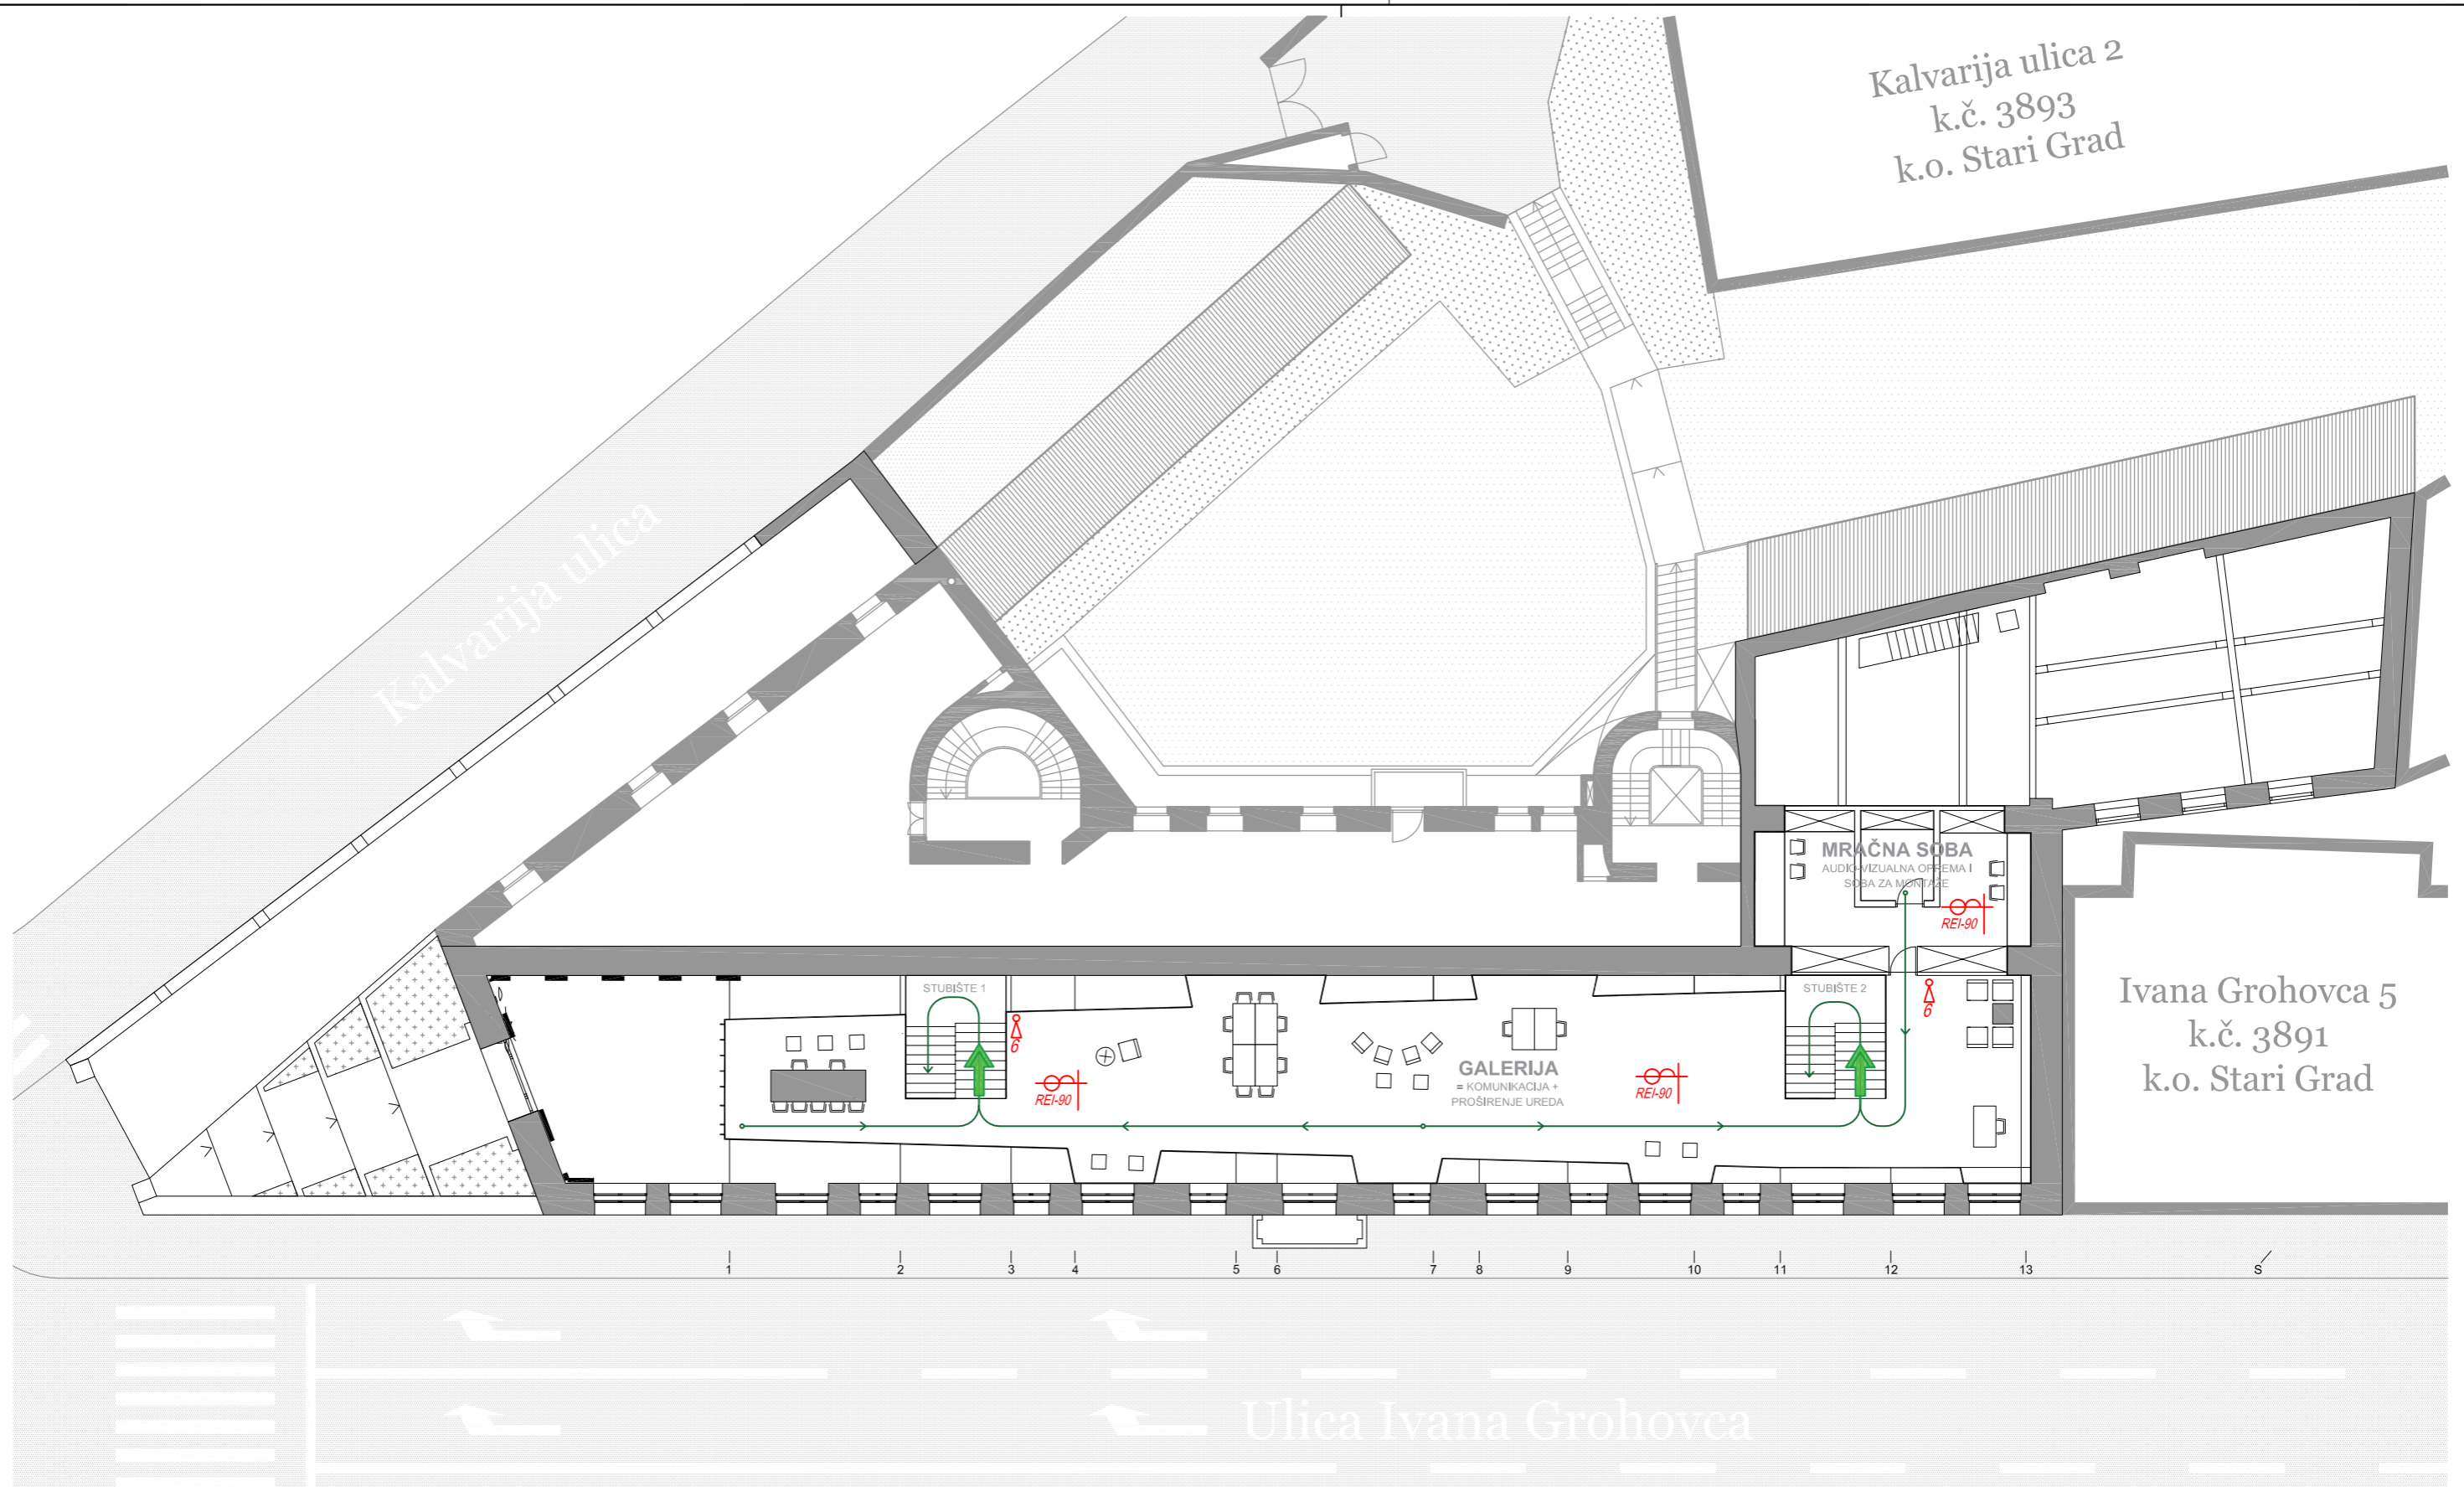 Kalvarija ulica 2
k.č. 3893
k.o. Stari Grad
Kalvarija ulica
MRAČNA SOBA
AUDIO-VIZUALNA OPREMA I
SOBA ZA MONTAŽE
REI-90
STUBIŠTE 1
STUBIŠTE 2
6
6
GALERIJA
= KOMUNIKACIJA +
PROŠIRENJE UREDA
REI-90
REI-90
Ivana Grohovca 5
k.č. 3891
k.o. Stari Grad
1 2 3 4 5 6 7 8 9 10 11 12 13 S
Ulica Ivana Grohovca